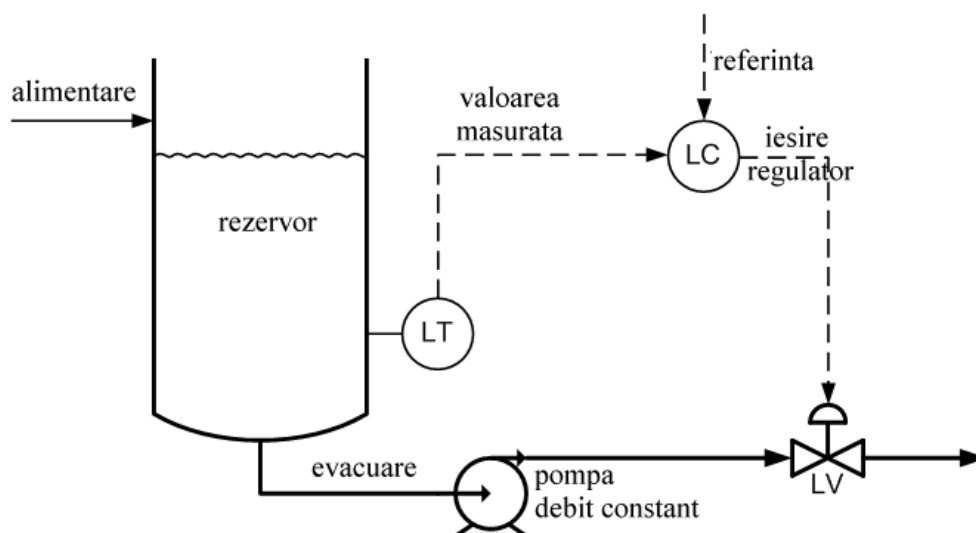 referinta
alimentare
valoarea
masurata
LC
iesire
regulator
rezervor
LT
evacuare
pompa
debit constant
LV